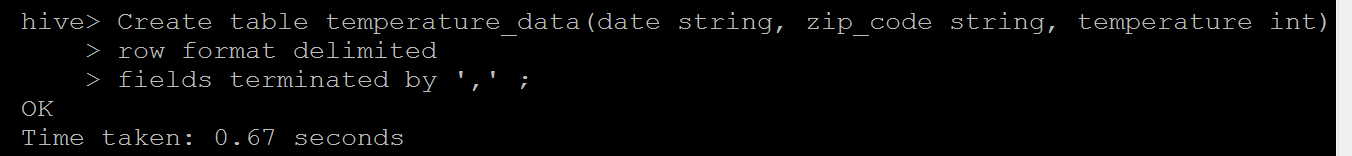 hive> Create table temperature_data(date string, zip_code string, temperature int)
    > row format delimited
    > fields terminated by ',' ;
OK
Time taken: 0.67 seconds